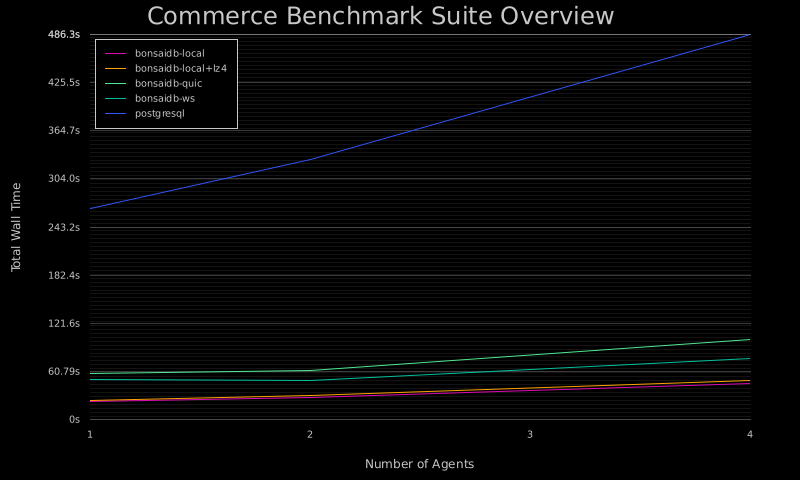 Commerce Benchmark Suite Overview
486.3s
bonsaidb-local
bonsaidb-local+lz4
bonsaidb-quic
bonsaidb-ws
postgresql
425.5s
364.7s
304.0s
243.2s
182.4s
121.6s
60.79s
0s
Total Wall Time
1 2 3 4
Number of Agents